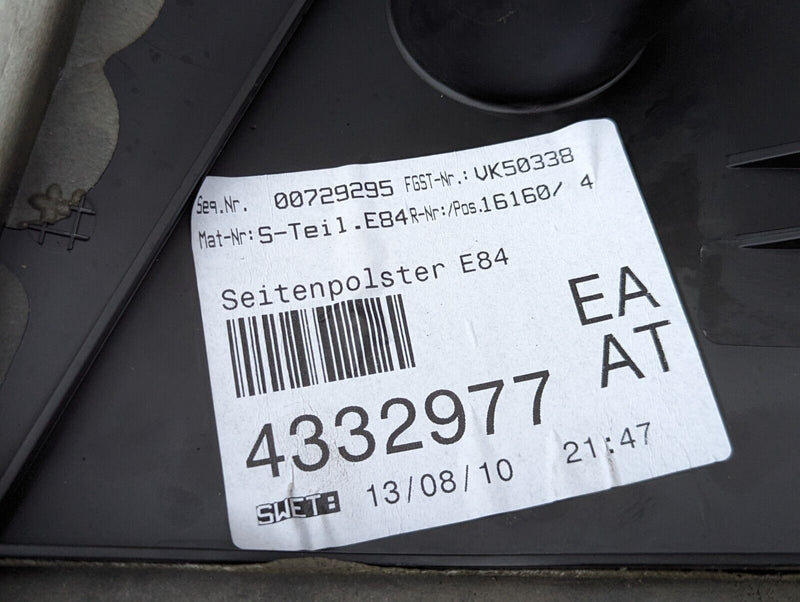 Seq.Nr. 00729295 FGST-Nr.: VK50338
Mat-Nr: S-Teil.E84 R-Nr:/Pos. 16160/ 4
Seitenpolster E84
EA
AT
4332977
SWET: 13/08/10 21:47